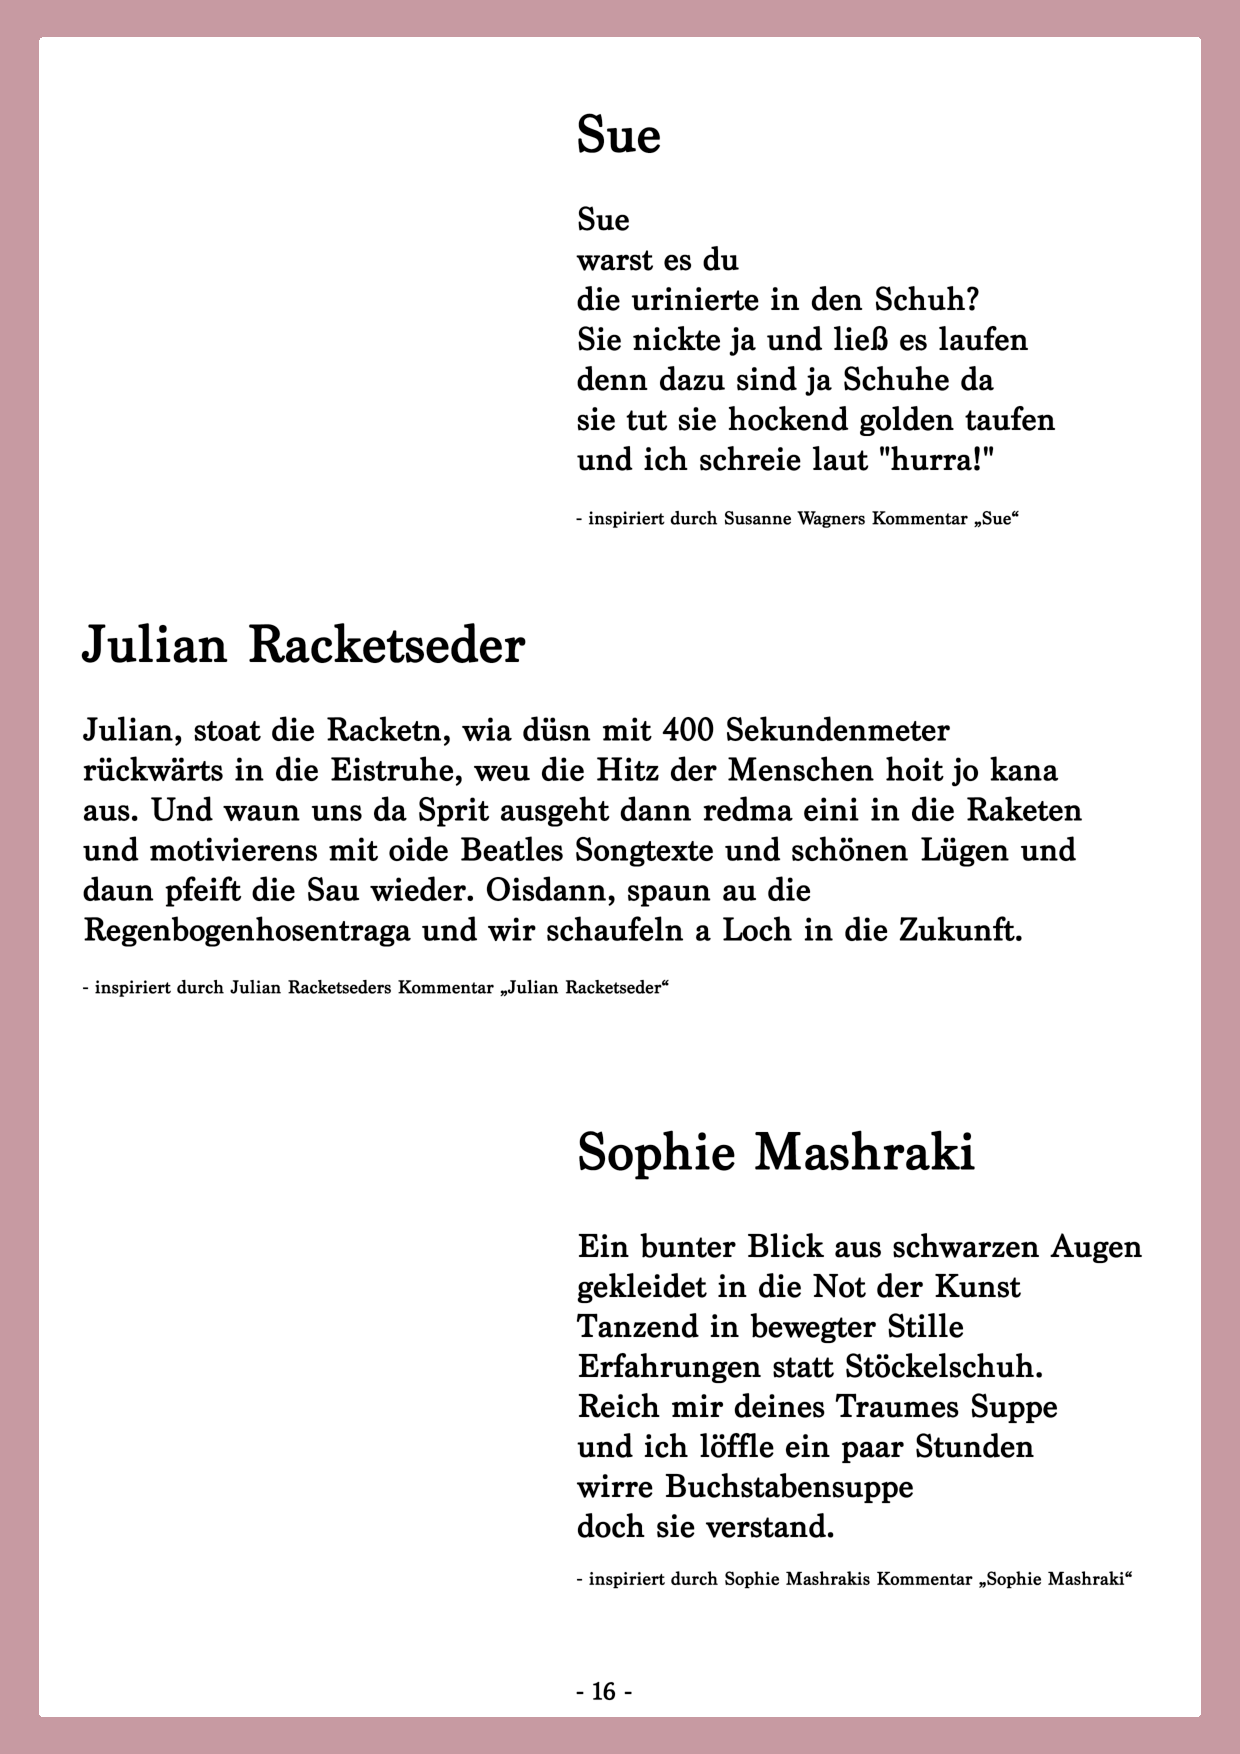 Sue
Sue
warst es du
die urinierte in den Schuh?
Sie nickte ja und ließ es laufen
denn dazu sind ja Schuhe da
sie tut sie hockend golden taufen
und ich schreie laut "hurra!"
- inspiriert durch Susanne Wagners Kommentar „Sue“
Julian Racketseder
Julian, stoat die Racketn, wia düsn mit 400 Sekundenmeter
rückwärts in die Eistruhe, weu die Hitz der Menschen hoit jo kana
aus. Und waun uns da Sprit ausgeht dann redma eini in die Raketen
und motivierens mit oide Beatles Songtexte und schönen Lügen und
daun pfeift die Sau wieder. Oisdann, spaun au die
Regenbogenhosentraga und wir schaufeln a Loch in die Zukunft.
- inspiriert durch Julian Racketseders Kommentar „Julian Racketseder“
Sophie Mashraki
Ein bunter Blick aus schwarzen Augen
gekleidet in die Not der Kunst
Tanzend in bewegter Stille
Erfahrungen statt Stöckelschuh.
Reich mir deines Traumes Suppe
und ich löffle ein paar Stunden
wirre Buchstabensuppe
doch sie verstand.
- inspiriert durch Sophie Mashrakis Kommentar „Sophie Mashraki“
- 16 -